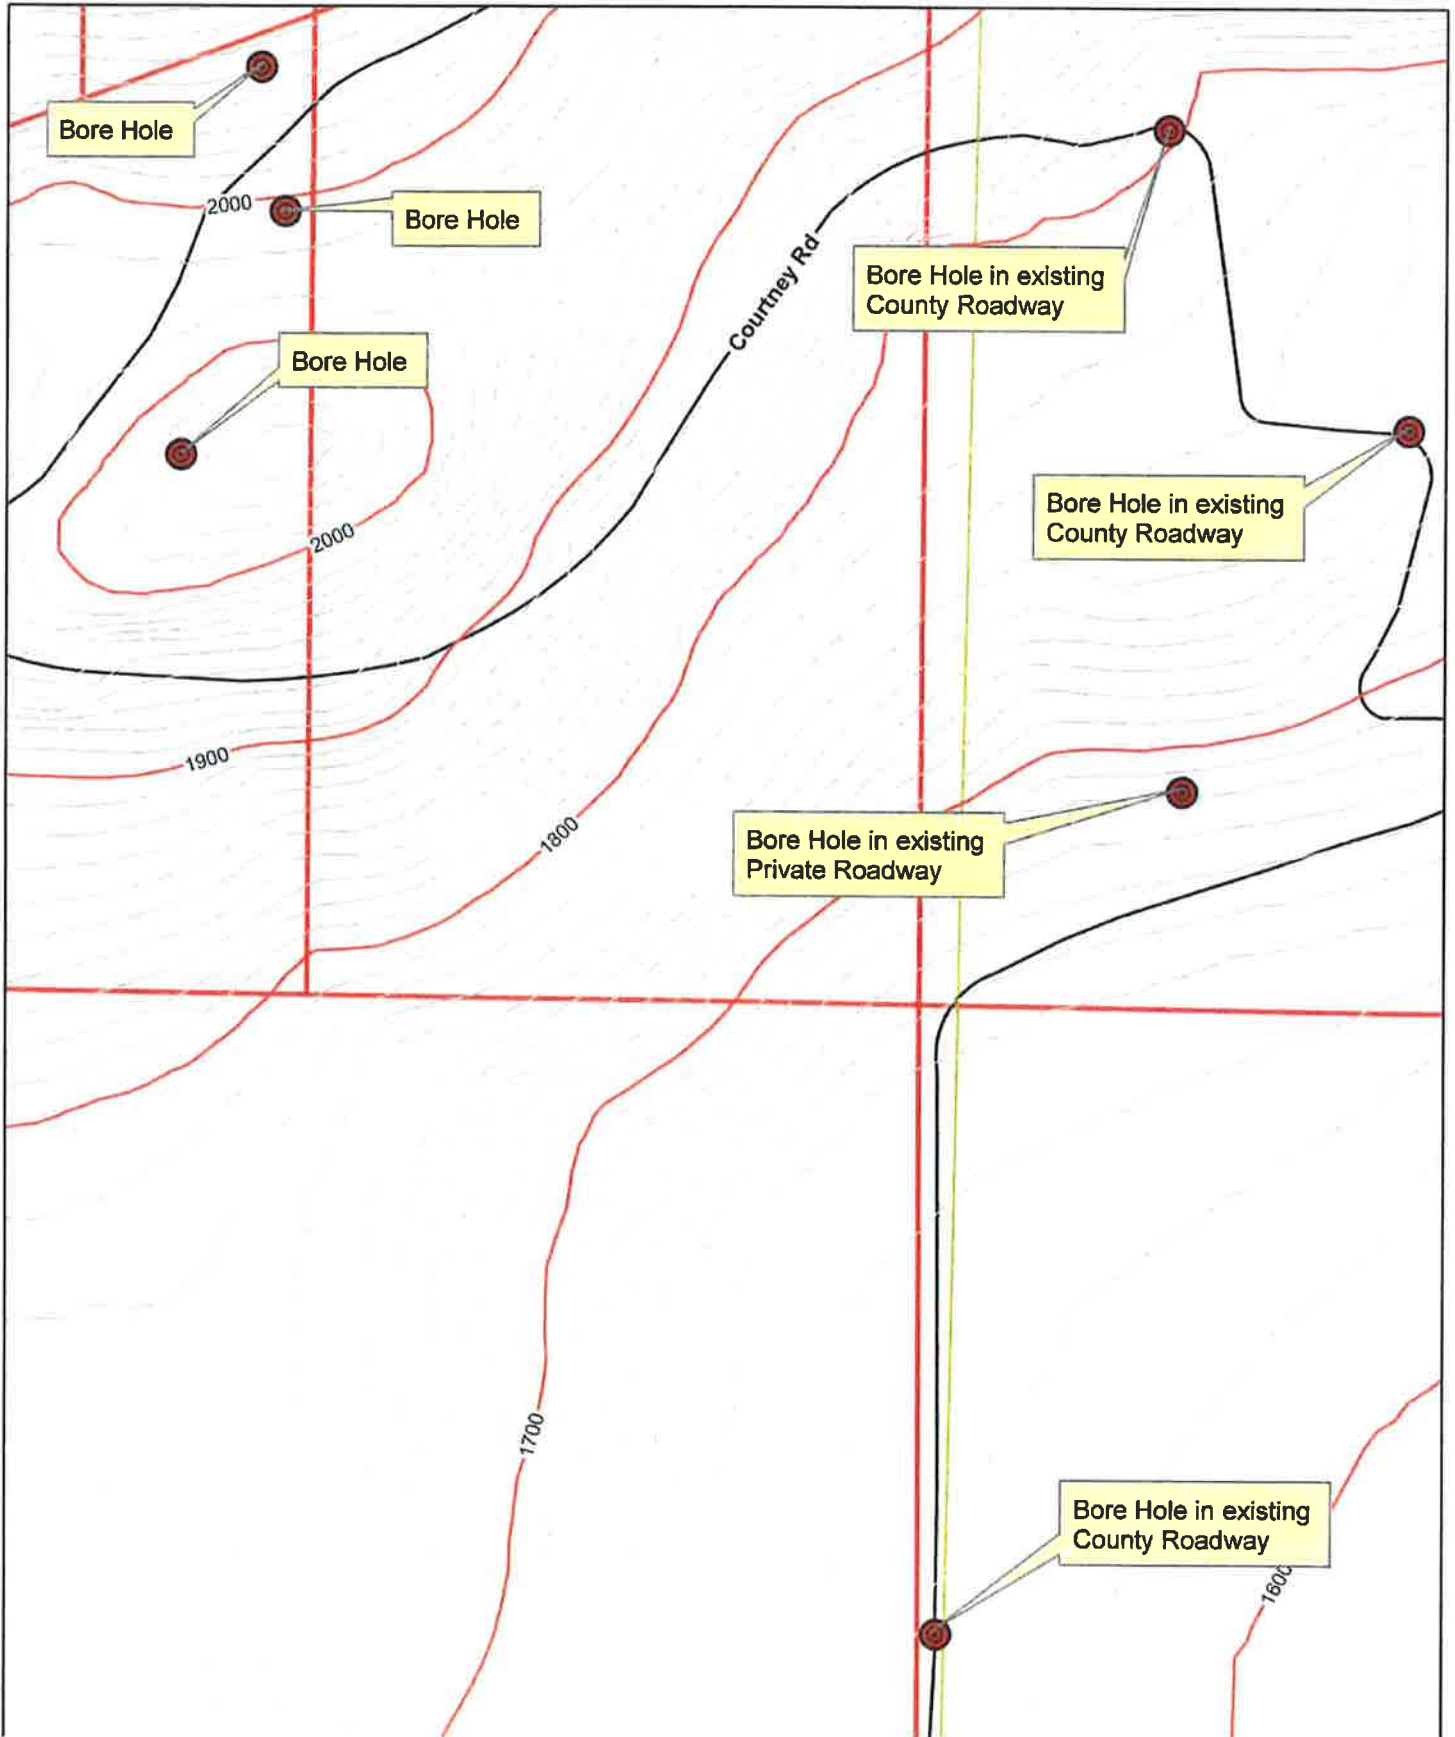 Bore Hole
2000
Bore Hole
Courtney Rd
Bore Hole in existing
County Roadway
Bore Hole
2000
Bore Hole in existing
County Roadway
1900
1800
Bore Hole in existing
Private Roadway
1700
Bore Hole in existing
County Roadway
1600